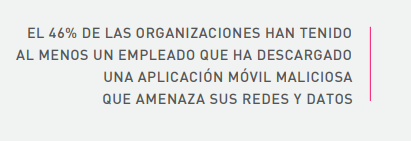 EL 46% DE LAS ORGANIZACIONES HAN TENIDO
AL MENOS UN EMPLEADO QUE HA DESCARGADO
UNA APLICACIÓN MÓVIL MALICIOSA
QUE AMENAZA SUS REDES Y DATOS